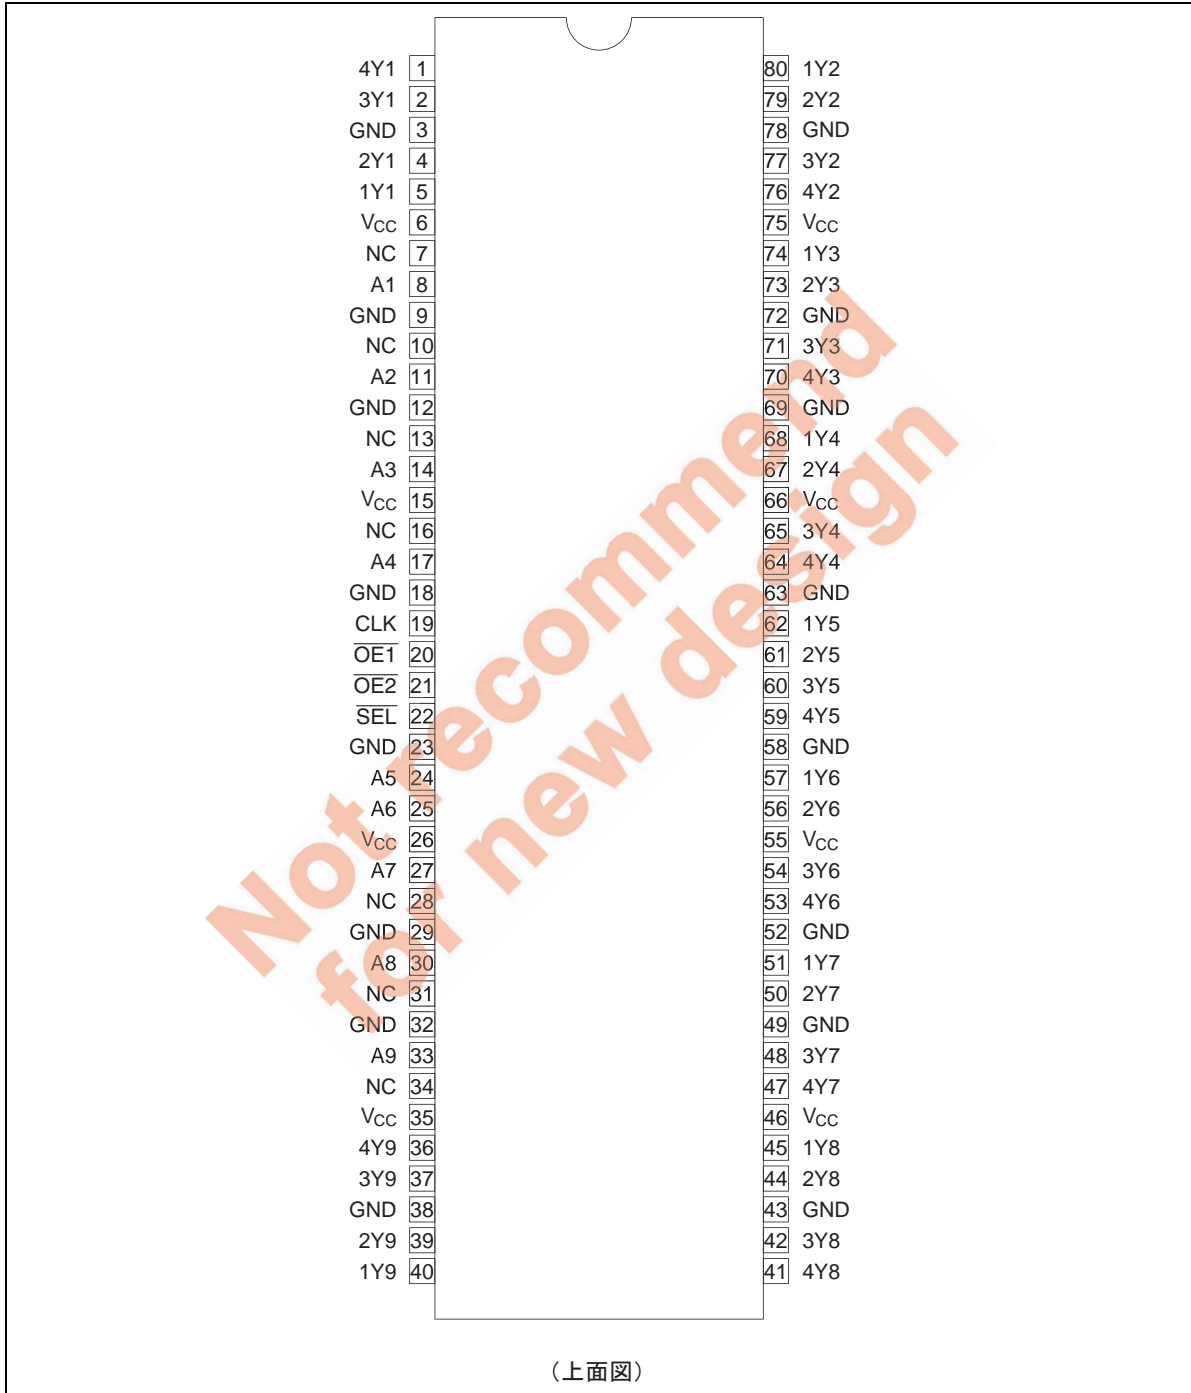 4Y1 1 80 1Y2
3Y1 2 79 2Y2
GND 3 78 GND
2Y1 4 77 3Y2
1Y1 5 76 4Y2
VCC 6 75 VCC
NC 7 74 1Y3
A1 8 73 2Y3
GND 9 72 GND
NC 10 71 3Y3
A2 11 70 4Y3
GND 12 69 GND
NC 13 68 1Y4
A3 14 67 2Y4
VCC 15 66 VCC
NC 16 65 3Y4
A4 17 64 4Y4
GND 18 63 GND
CLK 19 62 1Y5
OE1 20 61 2Y5
OE2 21 60 3Y5
SEL 22 59 4Y5
GND 23 58 GND
A5 24 57 1Y6
A6 25 56 2Y6
VCC 26 55 VCC
A7 27 54 3Y6
NC 28 53 4Y6
GND 29 52 GND
A8 30 51 1Y7
NC 31 50 2Y7
GND 32 49 GND
A9 33 48 3Y7
NC 34 47 4Y7
VCC 35 46 VCC
4Y9 36 45 1Y8
3Y9 37 44 2Y8
GND 38 43 GND
2Y9 39 42 3Y8
1Y9 40 41 4Y8
Not recommend
for new design
(上面図)